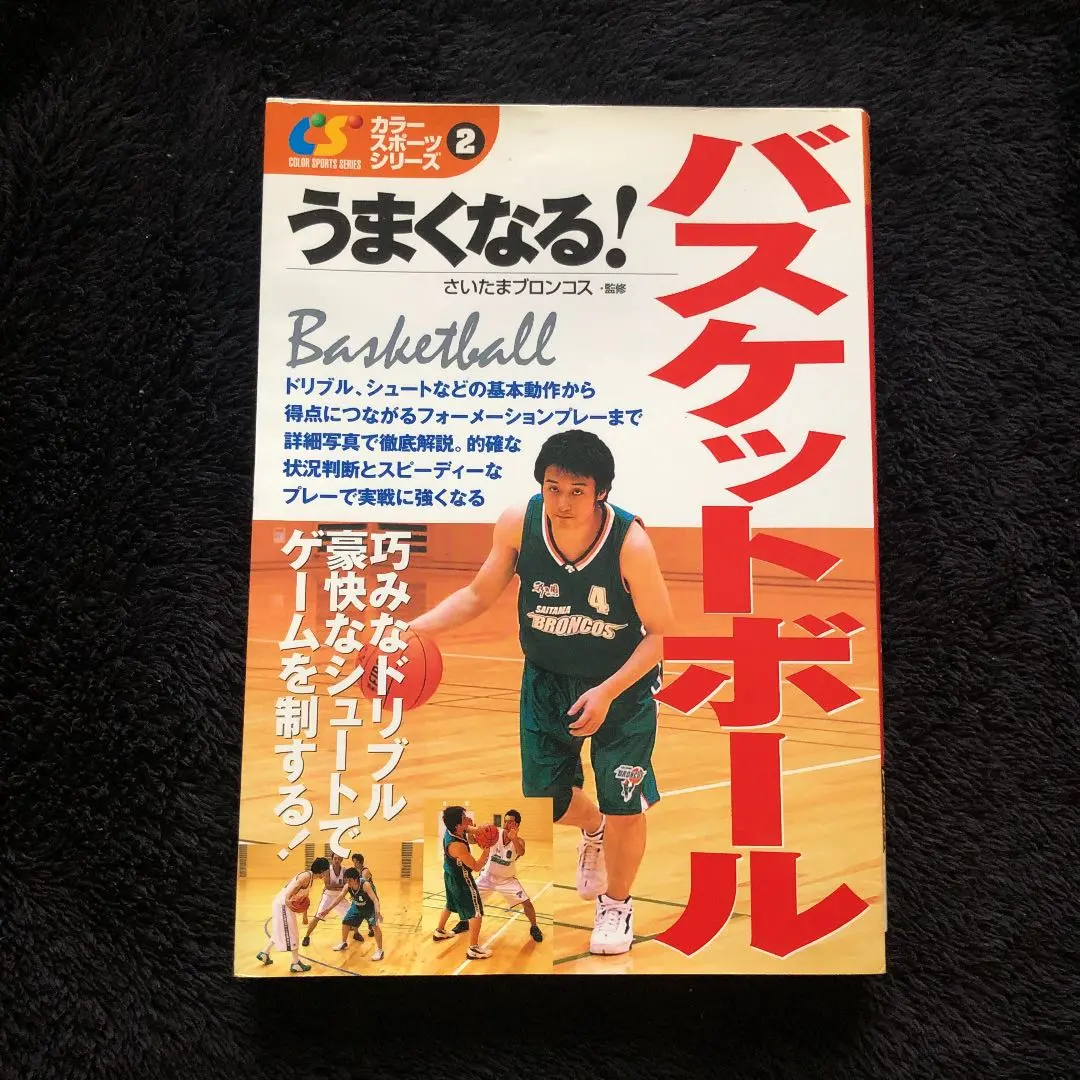 CS
COLOR SPORTS SERIES
カラー
スポーツ
シリーズ
2
うまくなる!
バスケットボール
さいたまブロンコス・監修
Basketball
ドリブル、シュートなどの基本動作から
得点につながるフォーメーションプレーまで
詳細写真で徹底解説。的確な
状況判断とスピーディーな
プレーで実戦に強くなる
巧みなドリブル
豪快なシュートで
ゲームを制する!
4
SAITAMA
BRONCOS
BRONCOS